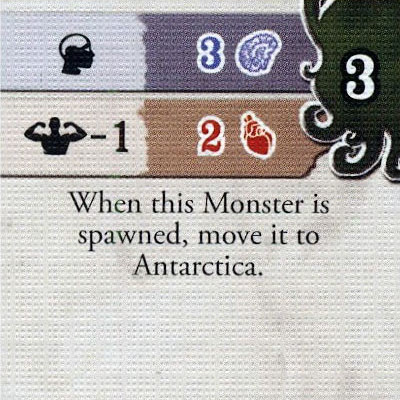 3
3
-1 2
When this Monster is
spawned, move it to
Antarctica.